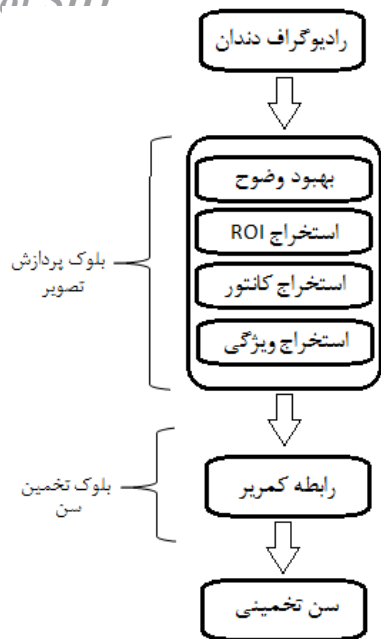 رادیوگراف دندان
بهبود وضوح
استخراج ROI
استخراج کانتور
استخراج ویژگی
بلوک پردازش
تصویر
رابطه کمریر
بلوک تخمین
سن
سن تخمینی